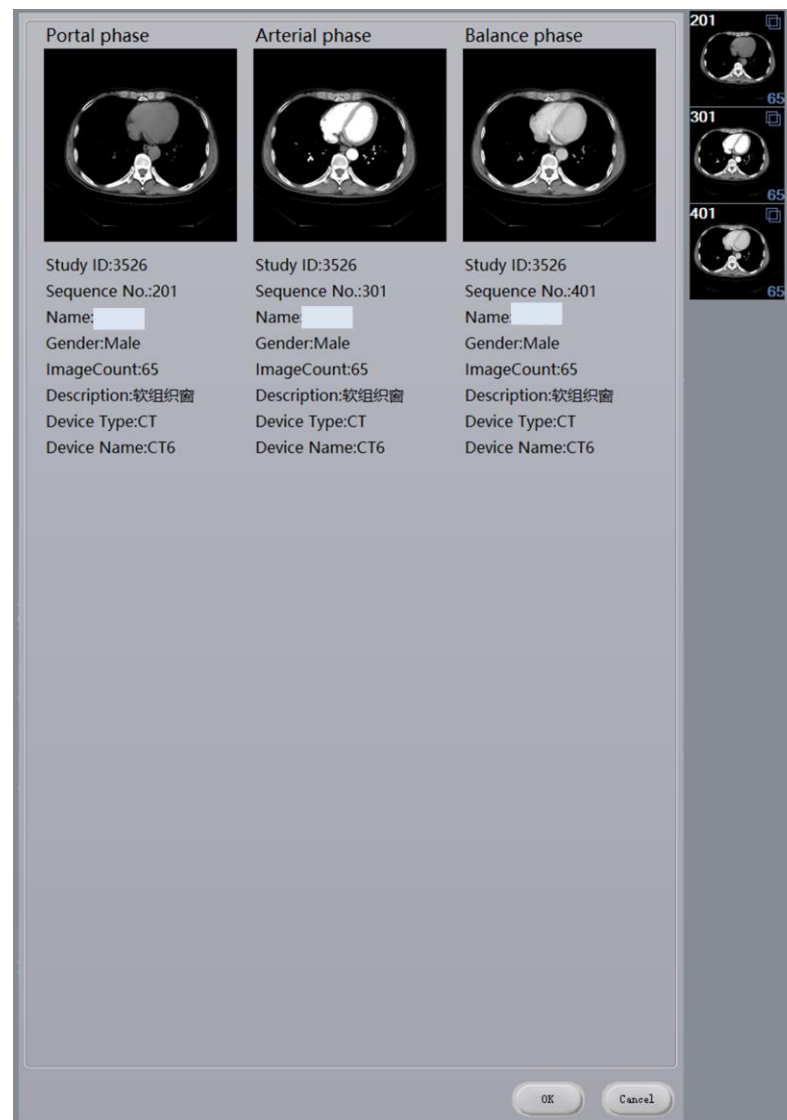 Portal phase
Arterial phase
Balance phase
Study ID:3526
Sequence No.:201
Name:
Gender:Male
ImageCount:65
Description:软组织窗
Device Type:CT
Device Name:CT6
Study ID:3526
Sequence No.:301
Name:
Gender:Male
ImageCount:65
Description:软组织窗
Device Type:CT
Device Name:CT6
Study ID:3526
Sequence No.:401
Name:
Gender:Male
ImageCount:65
Description:软组织窗
Device Type:CT
Device Name:CT6
201
65
301
65
401
65
OK
Cancel